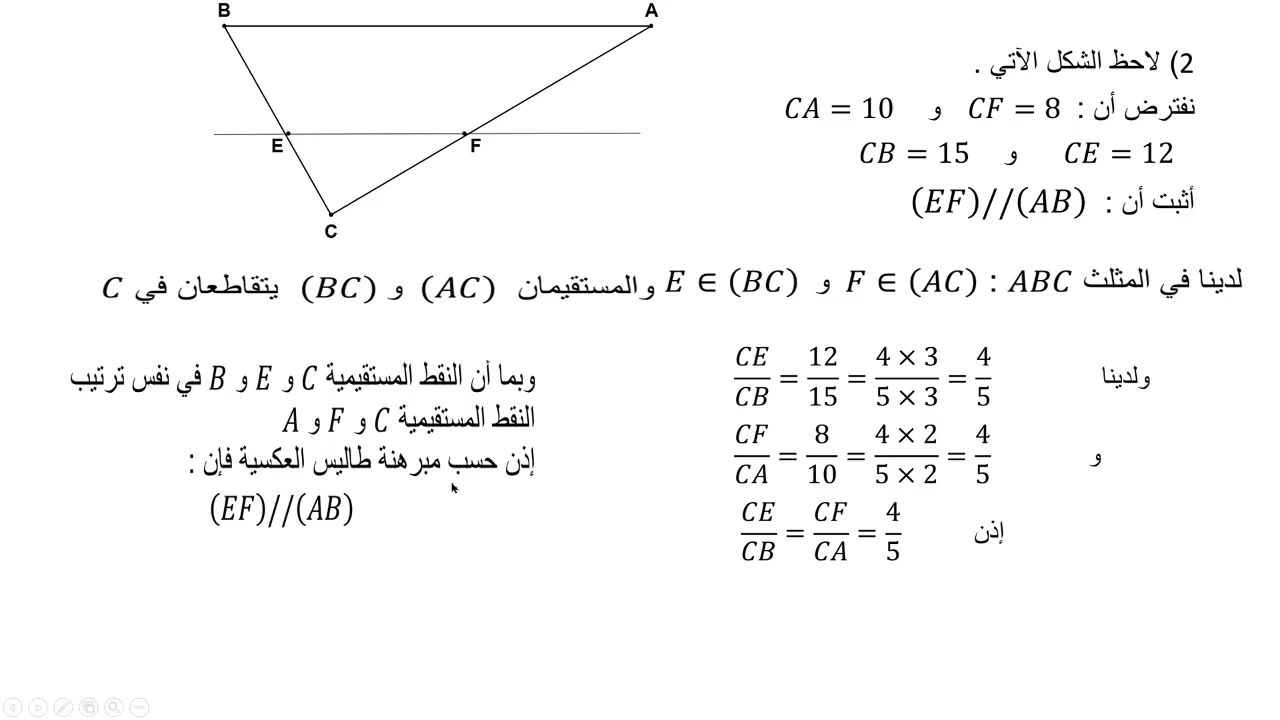 B A
E F
C
2) لاحظ الشكل الآتي .
نفترض أن : CF = 8 و CA = 10
CE = 12 و CB = 15
أثبت أن : (EF)//(AB)
لدينا في المثلث ABC : F ∈ (AC) و E ∈ (BC) والمستقيمان (AC) و (BC) يتقاطعان في C
ولدينا CE/CB = 12/15 = (4 × 3)/(5 × 3) = 4/5
و CF/CA = 8/10 = (4 × 2)/(5 × 2) = 4/5
إذن CE/CB = CF/CA = 4/5
وبما أن النقط المستقيمية C و E و B في نفس ترتيب
النقط المستقيمية C و F و A
إذن حسب مبرهنة طاليس العكسية فإن :
(EF)//(AB)